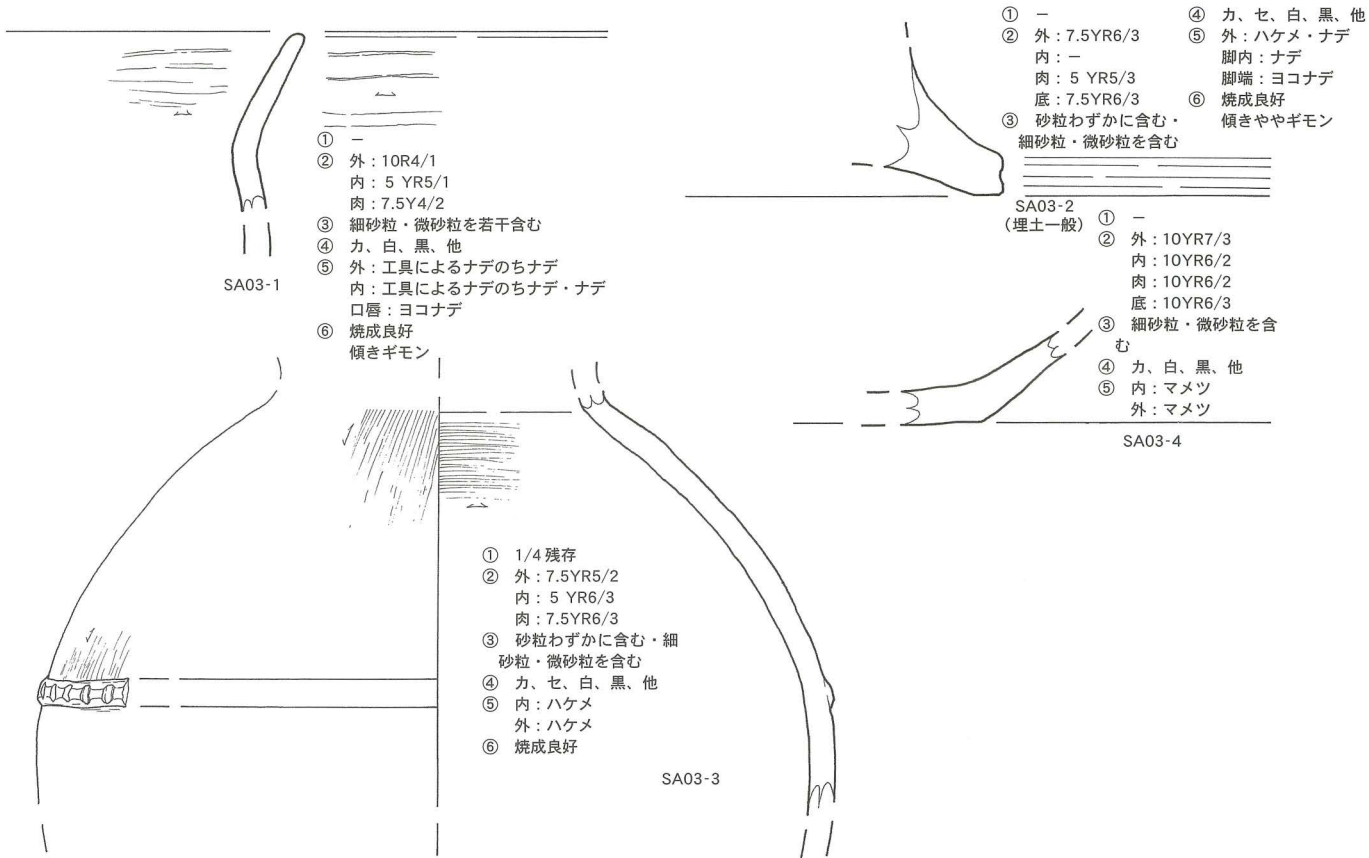 ① －
② 外：10R4/1
内：5 YR5/1
肉：7.5Y4/2
③ 細砂粒・微砂粒を若干含む
④ カ、白、黒、他
⑤ 外：工具によるナデのちナデ
内：工具によるナデのちナデ・ナデ
口唇：ヨコナデ
⑥ 焼成良好
傾きギモン
SA03-1
① －
② 外：7.5YR6/3
内：－
肉：5 YR5/3
底：7.5YR6/3
③ 砂粒わずかに含む・
細砂粒・微砂粒を含む
④ カ、セ、白、黒、他
⑤ 外：ハケメ・ナデ
脚内：ナデ
脚端：ヨコナデ
⑥ 焼成良好
傾きややギモン
SA03-2
（埋土一般）
① －
② 外：10YR7/3
内：10YR6/2
肉：10YR6/2
底：10YR6/3
③ 細砂粒・微砂粒を含
む
④ カ、白、黒、他
⑤ 内：マメツ
外：マメツ
SA03-4
① 1/4残存
② 外：7.5YR5/2
内：5 YR6/3
肉：7.5YR6/3
③ 砂粒わずかに含む・細
砂粒・微砂粒を含む
④ カ、セ、白、黒、他
⑤ 内：ハケメ
外：ハケメ
⑥ 焼成良好
SA03-3